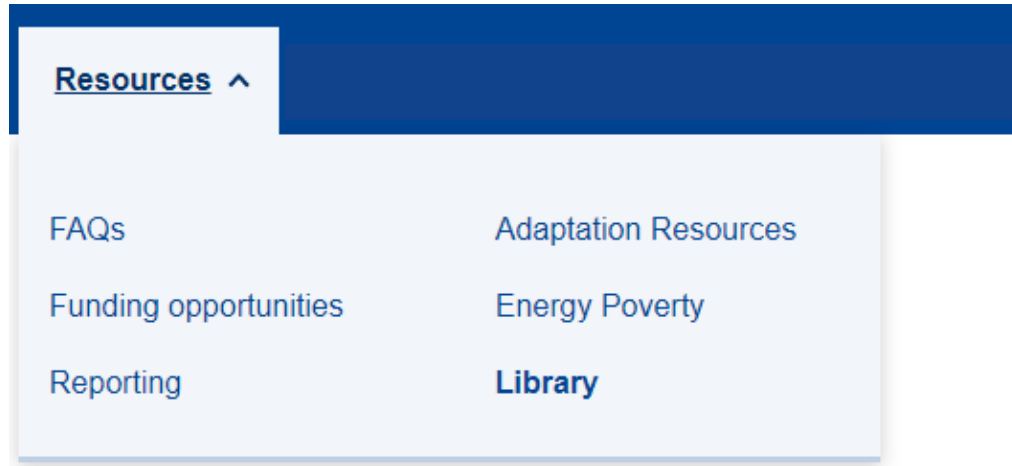 Resources
FAQs
Adaptation Resources
Funding opportunities
Energy Poverty
Reporting
Library